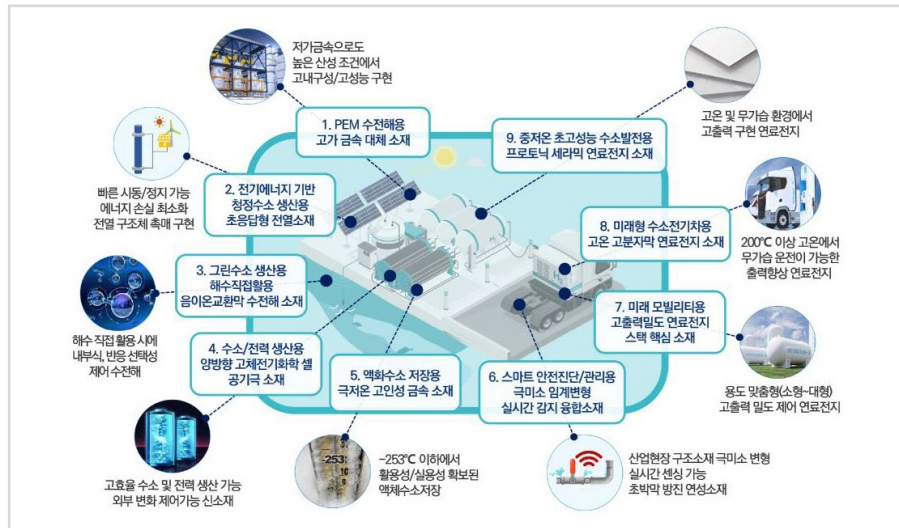 저가금속으로도
높은 산성 조건에서
고내구성/고성능 구현
1. PEM 수전해용
고가 금속 대체 소재
빠른 시동/정지 가능
에너지 손실 최소화
전열 구조체 촉매 구현
2. 전기에너지 기반
청정수소 생산용
초응답형 전열소재
해수 직접 활용 시에
내부식, 반응 선택성
제어 수전해
3. 그린수소 생산용
해수직접활용
음이온교환막 수전해 소재
고효율 수소 및 전력 생산 가능
외부 변화 제어가능 신소재
4. 수소/전력 생산용
양방향 고체전기화학 셀
공기극 소재
5. 액화수소 저장용
극저온 고인성 금속 소재
-253
-253℃ 이하에서
활용성/실용성 확보된
액체수소저장
6. 스마트 안전진단/관리용
극미소 임계변형
실시간 감지 융합소재
산업현장 구조소재 극미소 변형
실시간 센싱 가능
초박막 방진 연성소재
7. 미래 모빌리티용
고출력밀도 연료전지
스택 핵심 소재
용도 맞춤형(소형~대형)
고출력 밀도 제어 연료전지
8. 미래형 수소전기차용
고온 고분자막 연료전지 소재
200℃ 이상 고온에서
무가습 운전이 가능한
출력향상 연료전지
9. 중저온 초고성능 수소발전용
프로토닉 세라믹 연료전지 소재
고온 및 무가습 환경에서
고출력 구현 연료전지